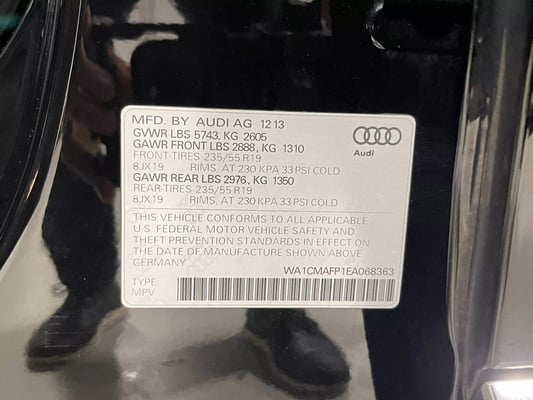 MFD. BY AUDI AG 12 13
GVWR LBS 5743, KG 2605
GAWR FRONT LBS 2888, KG 1310
FRONT-TIRES 235/55 R19
8JX19 RIMS, AT 230 KPA 33 PSI COLD
GAWR REAR LBS 2976, KG 1350
REAR-TIRES 235/55 R19
8JX19 RIMS, AT 230 KPA 33 PSI COLD
Audi
THIS VEHICLE CONFORMS TO ALL APPLICABLE
U.S. FEDERAL MOTOR VEHICLE SAFETY AND
THEFT PREVENTION STANDARDS IN EFFECT ON
THE DATE OF MANUFACTURE SHOWN ABOVE
GERMANY
WA1CMAFP1EA068363
TYPE:
MPV